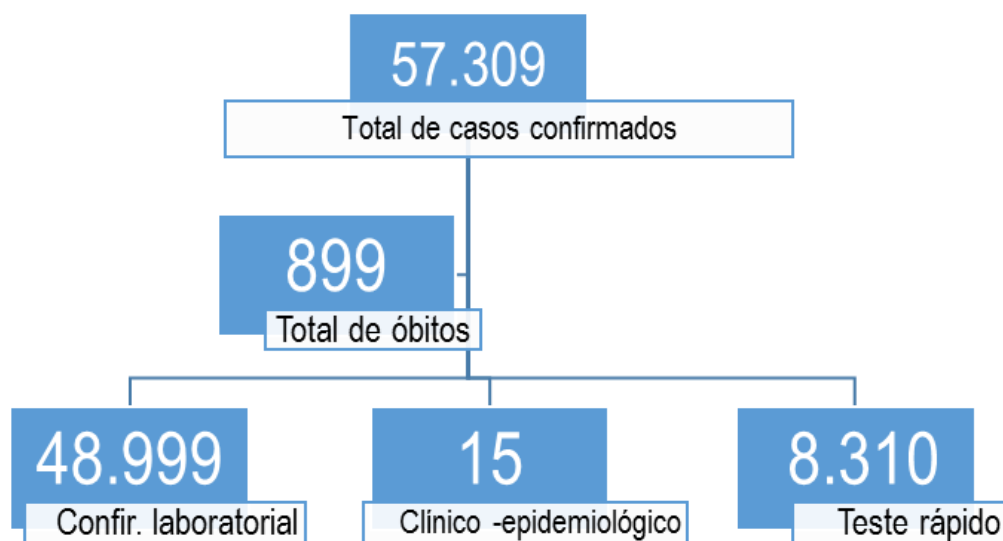 57.309
Total de casos confirmados
899
Total de óbitos
48.999
Confir. laboratorial
15
Clínico -epidemiológico
8.310
Teste rápido